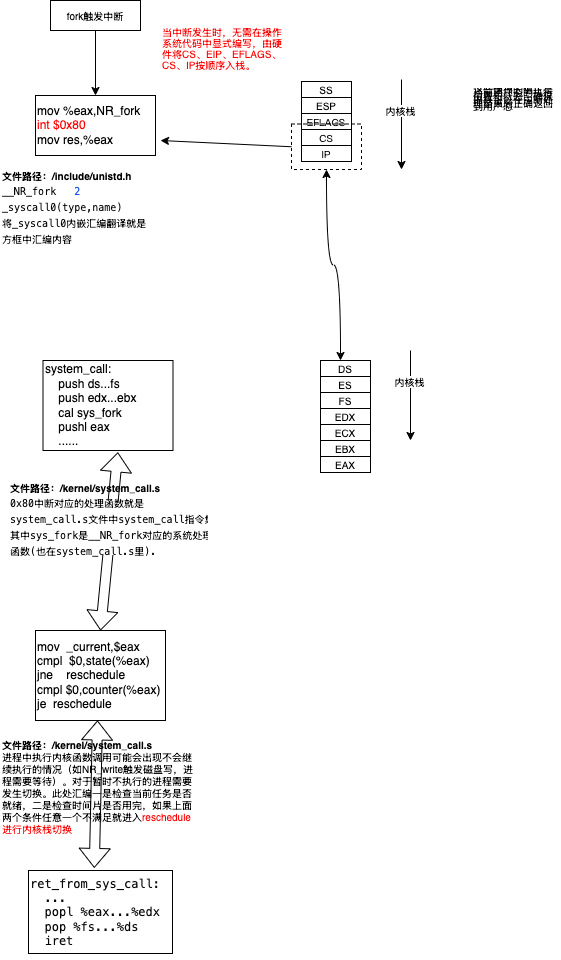 fork触发中断
当中断发生时，无需在操作
系统代码中显式编写，由硬
件将CS、EIP、EFLAGS、
CS、IP按顺序入栈。
mov %eax,NR_fork
int $0x80
mov res,%eax
SS
ESP
EFLAGS
CS
IP
内核栈
到用户态
文件路径：/include/unistd.h
__NR_fork 2
_syscall0(type,name)
将_syscall0内嵌汇编翻译就是
方框中汇编内容
system_call:
push ds...fs
push edx...ebx
cal sys_fork
pushl eax
......
DS
ES
FS
EDX
ECX
EBX
EAX
内核栈
文件路径：/kernel/system_call.s
0x80中断对应的处理函数就是
system_call.s文件中system_call指令
其中sys_fork是__NR_fork对应的系统处理
函数(也在system_call.s里).
mov _current,$eax
cmpl $0,state(%eax)
jne reschedule
cmpl $0,counter(%eax)
je reschedule
文件路径：/kernel/system_call.s
进程中执行内核函数调用可能会出现不会继
续执行的情况（如NR_write触发磁盘写，进
程需要等待）。对于暂时不执行的进程需要
发生切换。此处汇编一是检查当前任务是否
就绪，二是检查时间片是否用完，如果上面
两个条件任意一个不满足就进入reschedule
进行内核栈切换
ret_from_sys_call:
...
popl %eax...%edx
pop %fs...%ds
iret